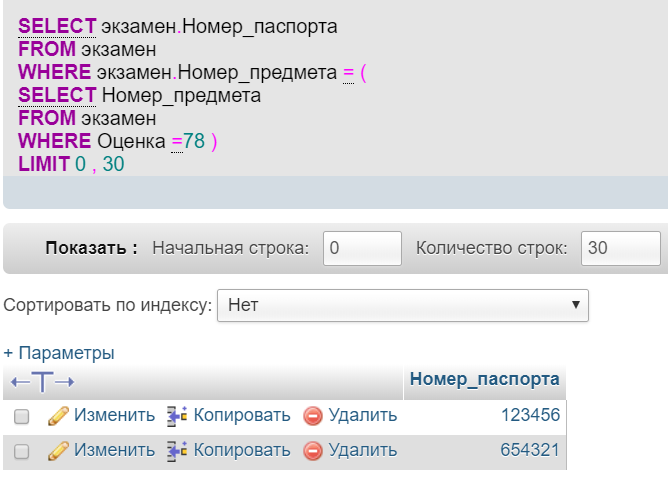 SELECT экзамен.Номер_паспорта
FROM экзамен
WHERE экзамен.Номер_предмета = (
SELECT Номер_предмета
FROM экзамен
WHERE Оценка =78 )
LIMIT 0 , 30
Показать : Начальная строка: 0 Количество строк: 30
Сортировать по индексу: Нет
+ Параметры
←T→ Номер_паспорта
Изменить Копировать Удалить 123456
Изменить Копировать Удалить 654321